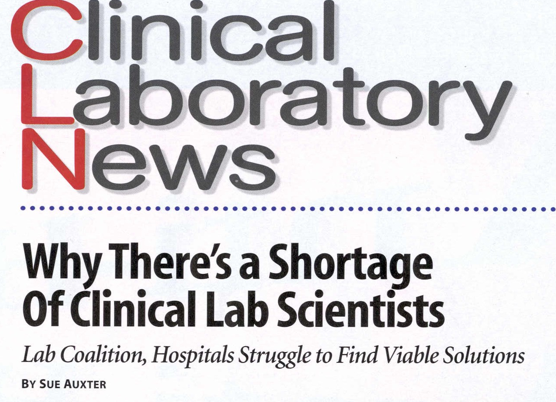 Clinical
Laboratory
News
Why There's a Shortage
Of Clinical Lab Scientists
Lab Coalition, Hospitals Struggle to Find Viable Solutions
BY SUE AUXTER